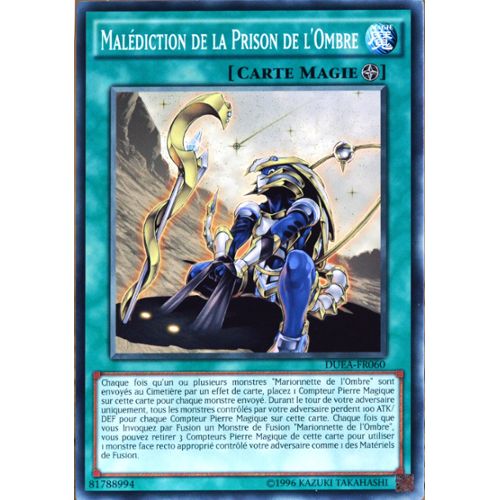 MALÉDICTION DE LA PRISON DE L'OMBRE
[CARTE MAGIE]
DUEA-FR060
Chaque fois qu'un ou plusieurs monstres "Marionnette de l'Ombre" sont
envoyés au Cimetière par un effet de carte, placez 1 Compteur Pierre Magique
sur cette carte pour chaque monstre envoyé. Durant le tour de votre adversaire
uniquement, tous les monstres contrôlés par votre adversaire perdent 100 ATK/
DEF pour chaque Compteur Pierre Magique sur cette carte. Chaque fois que
vous Invoquez par Fusion un Monstre de Fusion "Marionnette de l'Ombre",
vous pouvez retirer 3 Compteurs Pierre Magique de cette carte pour utiliser
1 monstre face recto approprié contrôlé par votre adversaire comme 1 des Matériels
de Fusion.
81788994
©1996 KAZUKI TAKAHASHI